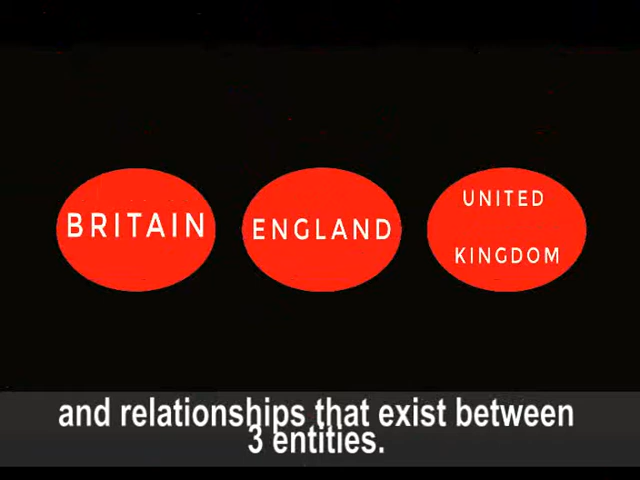 BRITAIN
ENGLAND
UNITED
KINGDOM
and relationships that exist between
3 entities.